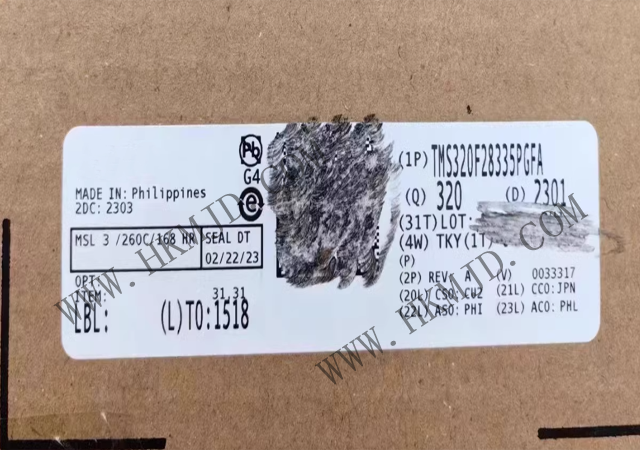 Pb
G4
e
MADE IN: Philippines
2DC: 2303
MSL 3 /260C/168 HR
SEAL DT
02/22/23
OPT:
ITEM:
31,31
LBL:
(L)TO:1518
(1P) TMS320F28335PGFA
(Q) 320 (D) 2301
(31T) LOT:
(4W) TKY(1T)
(P)
(2P) REV: A (V) 0033317
(20L) CSO: CU2 (21L) CCO:JPN
(22L) ASO: PHI (23L) ACO: PHL
WWW.HKMJD.COM
WWW.HKMJD.COM